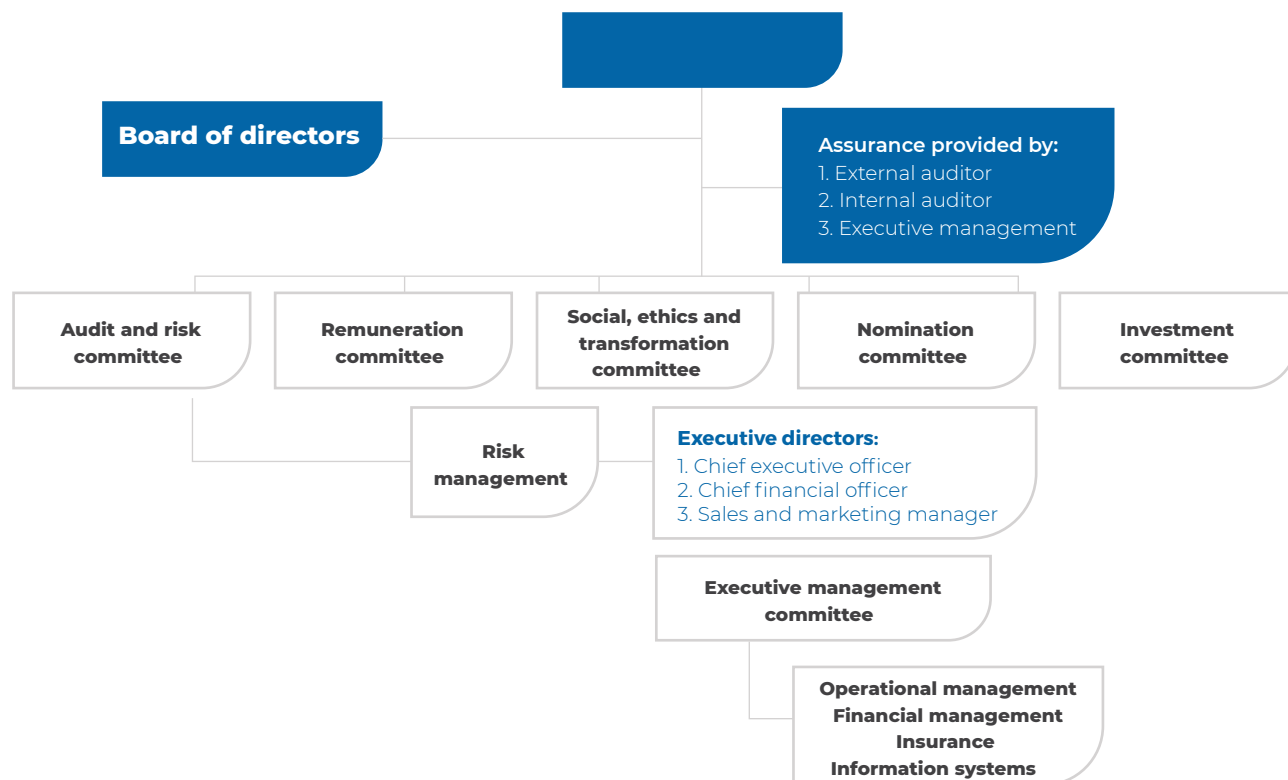 Board of directors
Assurance provided by:
1. External auditor
2. Internal auditor
3. Executive management
Audit and risk
committee
Remuneration
committee
Social, ethics and
transformation
committee
Nomination
committee
Investment
committee
Risk
management
Executive directors:
1. Chief executive officer
2. Chief financial officer
3. Sales and marketing manager
Executive management
committee
Operational management
Financial management
Insurance
Information systems